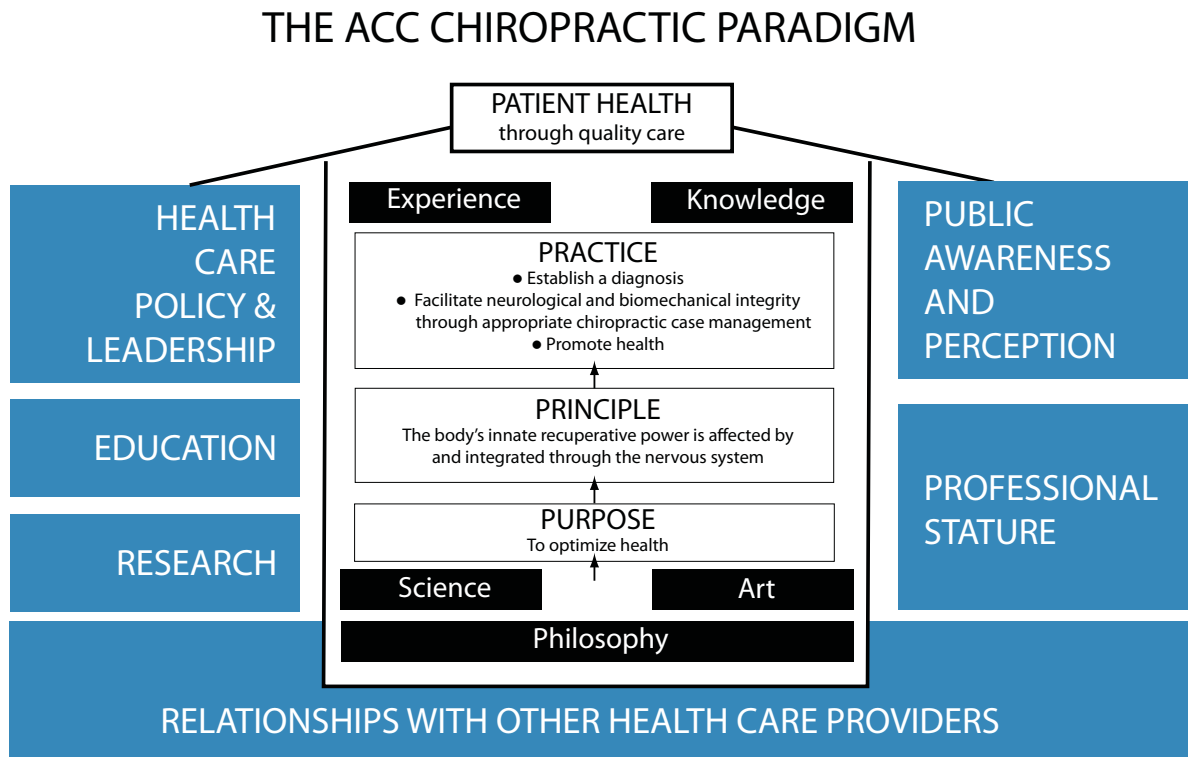 THE ACC CHIROPRACTIC PARADIGM
PATIENT HEALTH
through quality care
HEALTH
CARE
POLICY &
LEADERSHIP
EDUCATION
RESEARCH
Experience
Knowledge
PRACTICE
● Establish a diagnosis
● Facilitate neurological and biomechanical integrity
through appropriate chiropractic case management
● Promote health
PRINCIPLE
The body’s innate recuperative power is affected by
and integrated through the nervous system
PURPOSE
To optimize health
Science
Art
Philosophy
PUBLIC
AWARENESS
AND
PERCEPTION
PROFESSIONAL
STATURE
RELATIONSHIPS WITH OTHER HEALTH CARE PROVIDERS